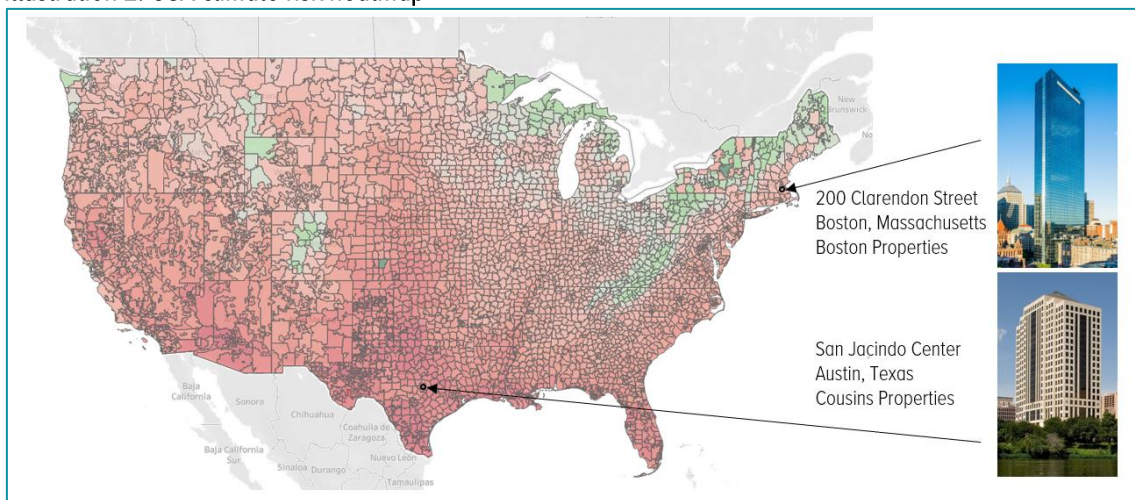 200 Clarendon Street
Boston, Massachusetts
Boston Properties
San Jacindo Center
Austin, Texas
Cousins Properties
New
Brunswick
No
Baja
California
Sonora
Chihuahua
Coahuila de
Zaragoza
Baja California
Sur
Sinaloa
Durango
Nuevo León
Tamaulipas